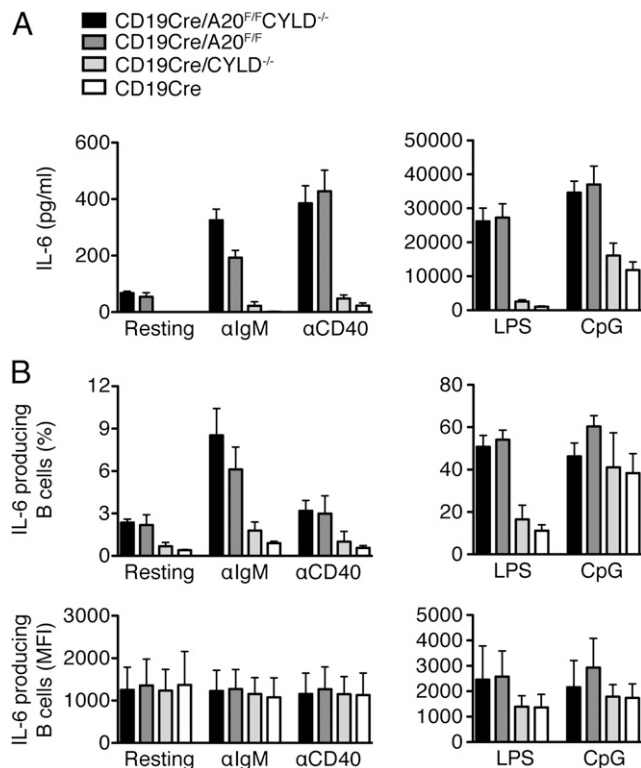 A
CD19Cre/A20F/FCYLD-/-
CD19Cre/A20F/F
CD19Cre/CYLD-/-
CD19Cre
IL-6 (pg/ml)
600
400
200
0
Resting αIgM αCD40
50000
40000
30000
20000
10000
0
LPS CpG
B
IL-6 producing
B cells (%)
12
9
6
3
0
Resting αIgM αCD40
80
60
40
20
0
LPS CpG
IL-6 producing
B cells (MFI)
3000
2000
1000
0
Resting αIgM αCD40
5000
4000
3000
2000
1000
0
LPS CpG